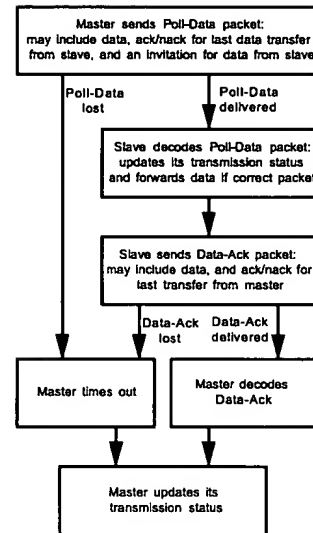 Master sends Poll-Data packet:
may include data, ack/nack for last data transfer
from slave, and an invitation for data from slave
Poll-Data
lost
Poll-Data
delivered
Slave decodes Poll-Data packet:
updates its transmission status
and forwards data if correct packet
Slave sends Data-Ack packet:
may include data, and ack/nack for
last transfer from master
Data-Ack
lost
Data-Ack
delivered
Master times out
Master decodes
Data-Ack
Master updates its
transmission status